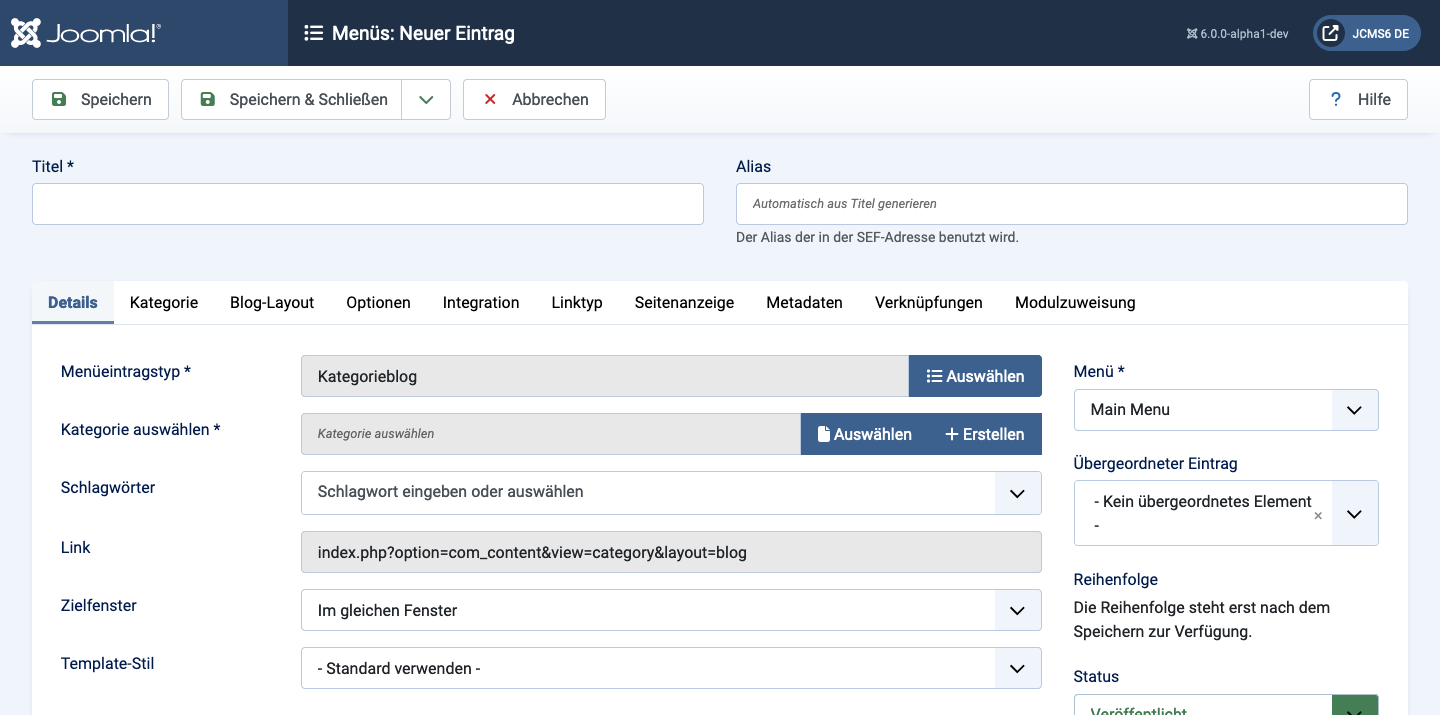 Joomla!®
Menüs: Neuer Eintrag
6.0.0-alpha1-dev
JCMS6 DE
Speichern
Speichern & Schließen
Abbrechen
? Hilfe
Titel *
Alias
Automatisch aus Titel generieren
Der Alias der in der SEF-Adresse benutzt wird.
Details Kategorie Blog-Layout Optionen Integration Linktyp Seitenanzeige Metadaten Verknüpfungen Modulzuweisung
Menüeintragstyp *
Kategorieblog
Auswählen
Kategorie auswählen *
Kategorie auswählen
Auswählen
Erstellen
Schlagwörter
Schlagwort eingeben oder auswählen
Link
index.php?option=com_content&view=category&layout=blog
Zielfenster
Im gleichen Fenster
Template-Stil
- Standard verwenden -
Menü *
Main Menu
Übergeordneter Eintrag
- Kein übergeordnetes Element
-
×
Reihenfolge
Die Reihenfolge steht erst nach dem
Speichern zur Verfügung.
Status
Veröffentlicht